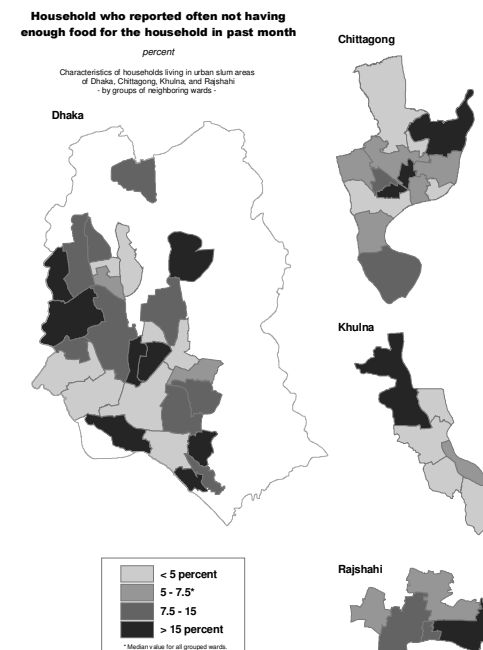 Household who reported often not having
enough food for the household in past month
percent
Characteristics of households living in urban slum areas
of Dhaka, Chittagong, Khulna, and Rajshahi
- by groups of neighboring wards -
Dhaka
Chittagong
Khulna
Rajshahi
< 5 percent
5 - 7.5*
7.5 - 15
> 15 percent
* Median value for all grouped wards.